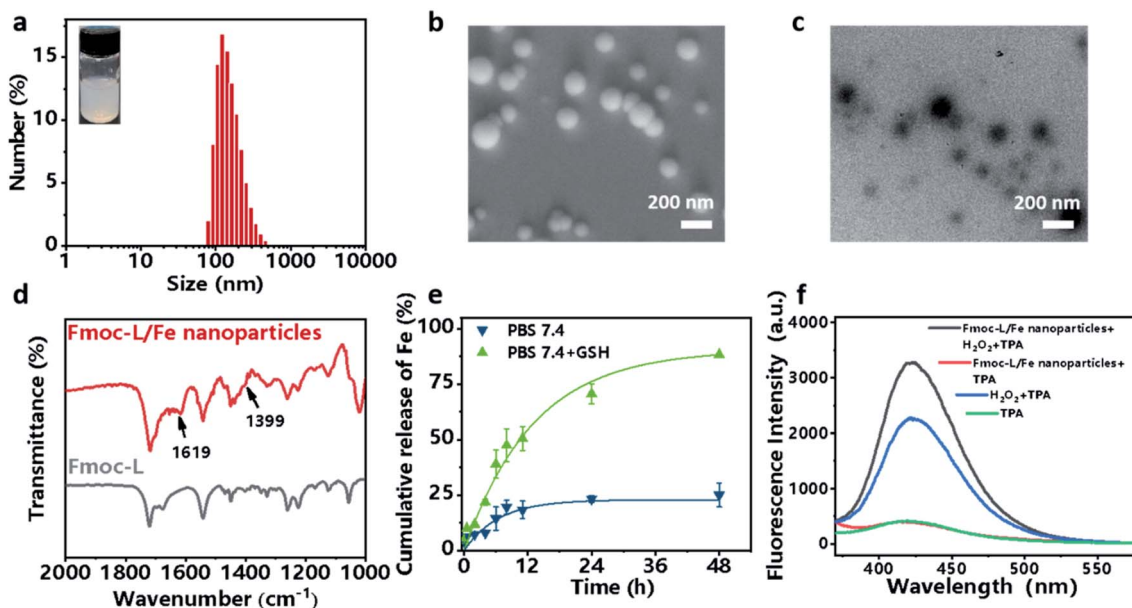 a
15
10
5
0
Number (%)
1
10
100
1000
10000
Size (nm)
b
200 nm
c
200 nm
d
Fmoc-L/Fe nanoparticles
1399
1619
Fmoc-L
Transmittance (%)
2000
1800
1600
1400
1200
1000
Wavenumber (cm⁻¹)
e
PBS 7.4
PBS 7.4+GSH
100
75
50
25
0
Cumulative release of Fe (%)
0
12
24
36
48
Time (h)
f
Fmoc-L/Fe nanoparticles+
H₂O₂+TPA
Fmoc-L/Fe nanoparticles+
TPA
H₂O₂+TPA
TPA
4000
3000
2000
1000
0
Fluorescence Intensity (a.u.)
400
450
500
550
Wavelength (nm)